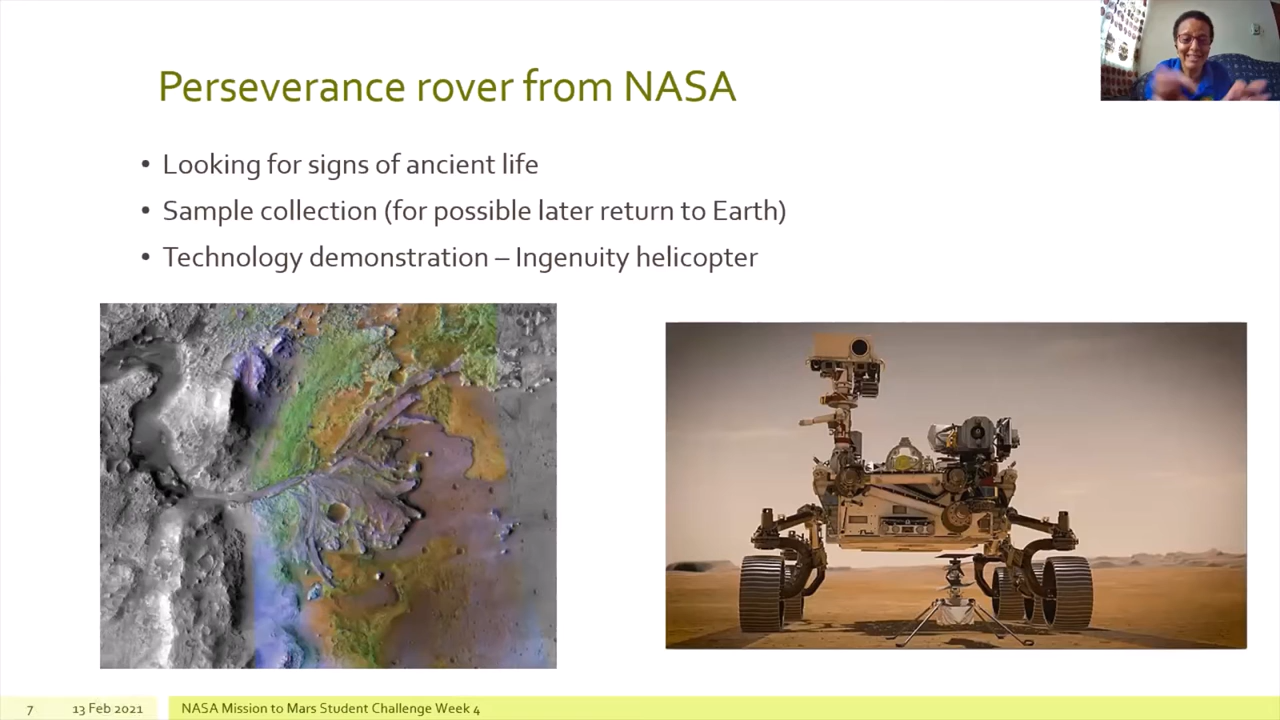 Perseverance rover from NASA
• Looking for signs of ancient life
• Sample collection (for possible later return to Earth)
• Technology demonstration – Ingenuity helicopter
7 13 Feb 2021 NASA Mission to Mars Student Challenge Week 4